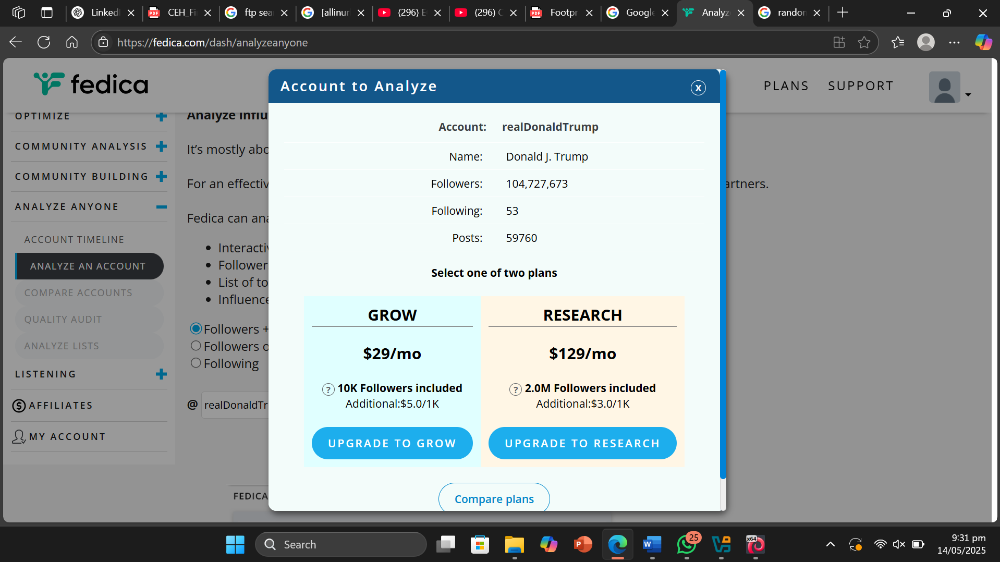 LinkedI
CEH_Fi
ftp sear
[allinurl
(296) E
(296) C
Footpr
Google
Analyz
random
https://fedica.com/dash/analyzeanyone
fedica
PLANS
SUPPORT
OPTIMIZE
COMMUNITY ANALYSIS
COMMUNITY BUILDING
ANALYZE ANYONE
ACCOUNT TIMELINE
ANALYZE AN ACCOUNT
COMPARE ACCOUNTS
QUALITY AUDIT
ANALYZE LISTS
LISTENING
AFFILIATES
MY ACCOUNT
Analyze Influ
It's mostly abo
For an effectiv
artners.
Fedica can ana
Interactiv
Follower
List of to
Influence
Followers +
Followers o
Following
@ realDonaldTr
FEDICA
Account to Analyze
X
Account: realDonaldTrump
Name: Donald J. Trump
Followers: 104,727,673
Following: 53
Posts: 59760
Select one of two plans
GROW
$29/mo
? 10K Followers included
Additional:$5.0/1K
UPGRADE TO GROW
RESEARCH
$129/mo
? 2.0M Followers included
Additional:$3.0/1K
UPGRADE TO RESEARCH
Compare plans
Search
25
x64
9:31 pm
14/05/2025